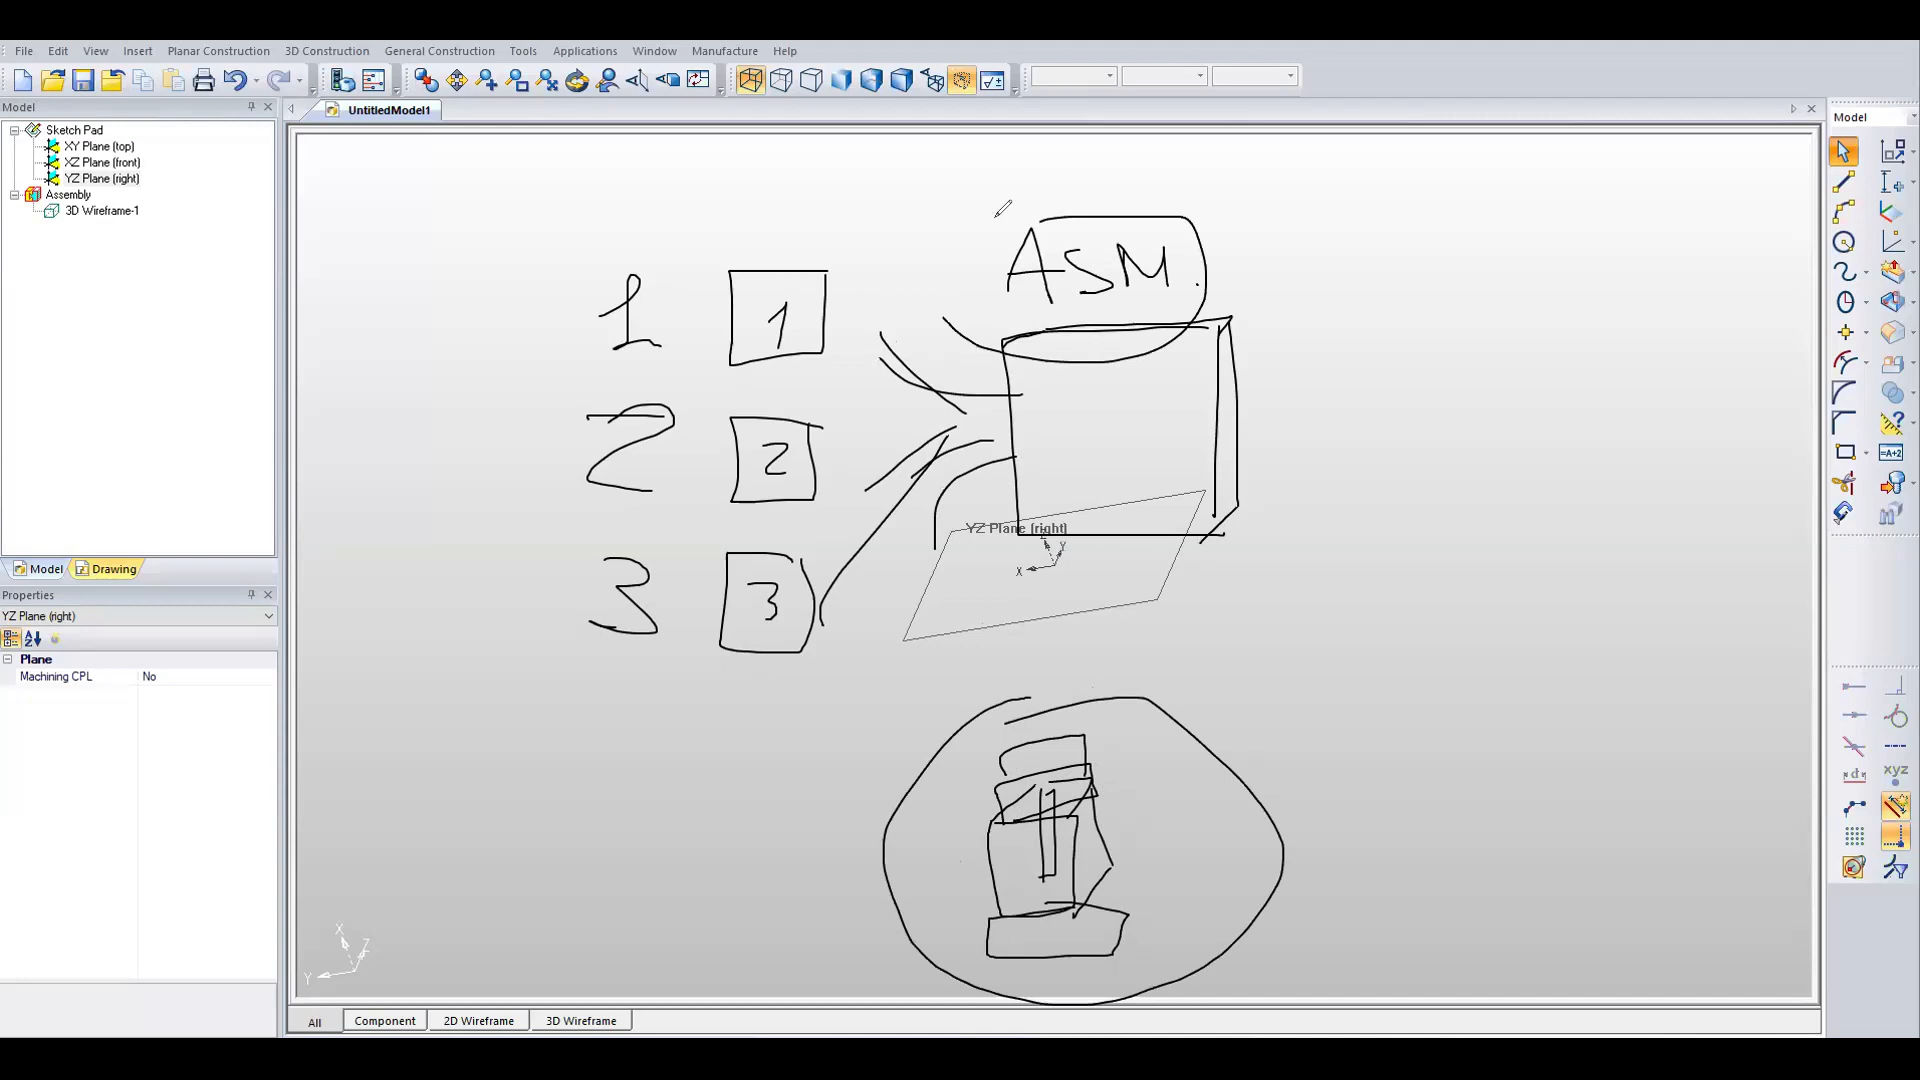 File Edit View Insert Planar Construction 3D Construction General Construction Tools Applications Window Manufacture Help
Model
UntitledModel1
Model
Sketch Pad
XY Plane (top)
XZ Plane (front)
YZ Plane (right)
Assembly
3D Wireframe-1
Model Drawing
Properties
YZ Plane (right)
Plane
Machining CPL No
ASM.
1 1
2 2
3 3
YZ Plane (right)
Z Y
X
X
Z
Y
=A+2
d
xyz
All Component 2D Wireframe 3D Wireframe